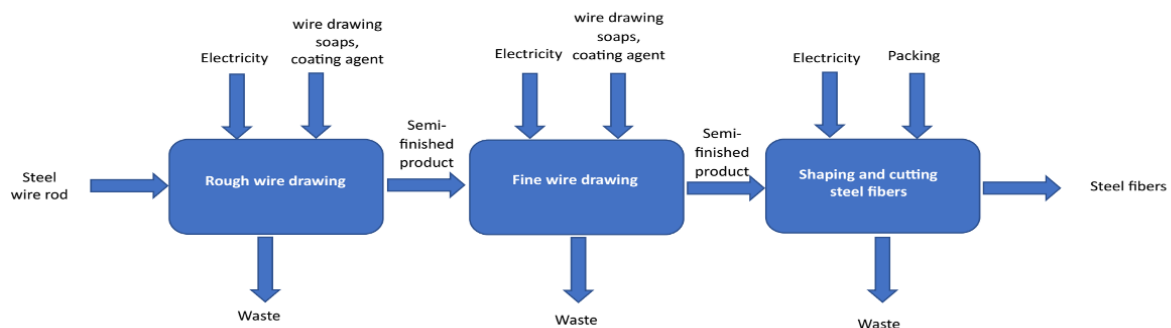 Electricity
wire drawing
soaps,
coating agent
Electricity
wire drawing
soaps,
coating agent
Electricity
Packing
Steel
wire rod
Rough wire drawing
Semi-
finished
product
Fine wire drawing
Semi-
finished
product
Shaping and cutting
steel fibers
Steel fibers
Waste
Waste
Waste